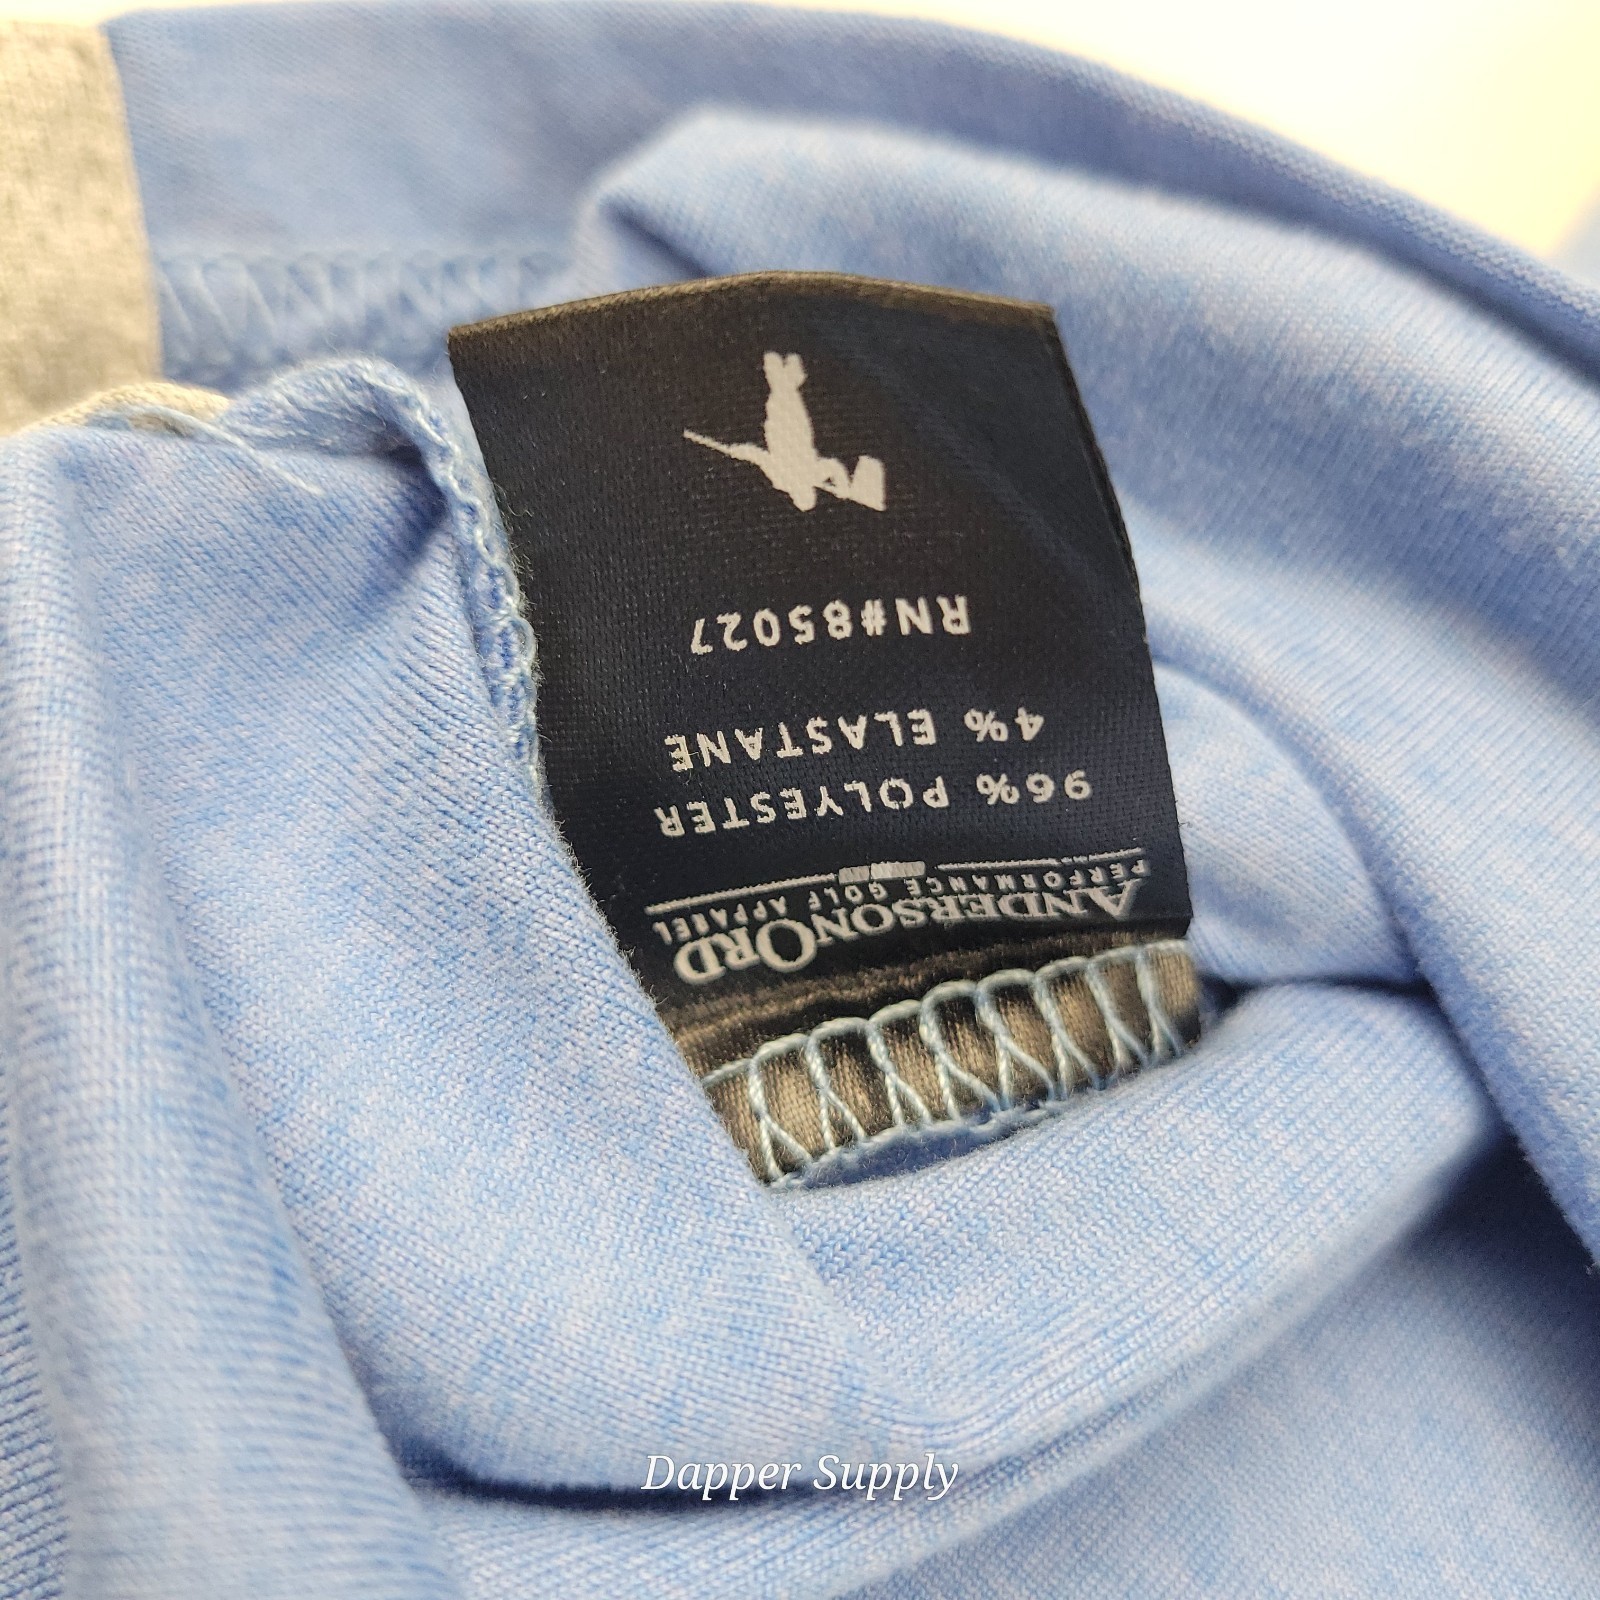 ANDERSONORD
PERFORMANCE GOLF APPAREL
96% POLYESTER
4% ELASTANE
RN#85027
Dapper Supply